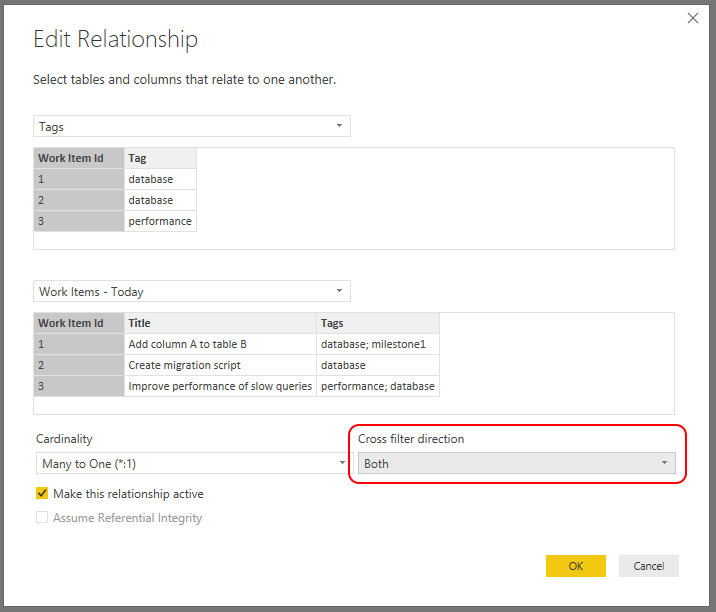 Edit Relationship
Select tables and columns that relate to one another.
Tags
Work Item Id Tag
1 database
2 database
3 performance
Work Items - Today
Work Item Id Title Tags
1 Add column A to table B database; milestone1
2 Create migration script database
3 Improve performance of slow queries performance; database
Cardinality Cross filter direction
Many to One (*:1) Both
Make this relationship active
Assume Referential Integrity
OK Cancel